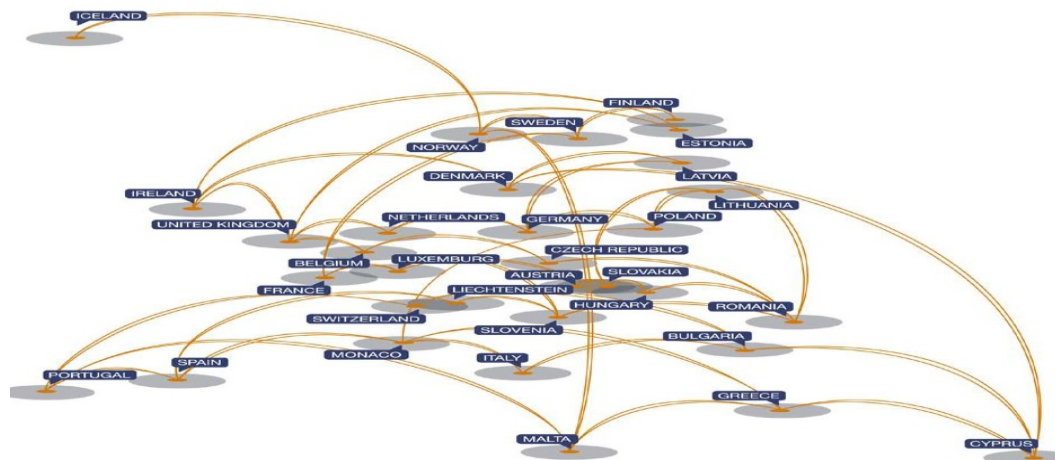 ICELAND
FINLAND
SWEDEN
NORWAY
ESTONIA
DENMARK
LATVIA
IRELAND
LITHUANIA
UNITED KINGDOM
NETHERLANDS
GERMANY
POLAND
CZECH REPUBLIC
BELGIUM
LUXEMBURG
AUSTRIA
SLOVAKIA
FRANCE
LIECHTENSTEIN
HUNGARY
ROMANIA
SWITZERLAND
SLOVENIA
BULGARIA
MONACO
ITALY
SPAIN
PORTUGAL
GREECE
MALTA
CYPRUS